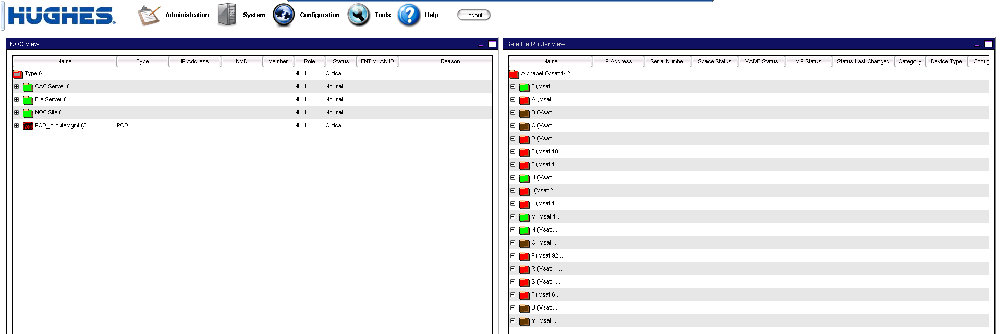 HUGHES®
Administration System Configuration Tools Help Logout
NOC View
Name Type IP Address NMD Member Role Status ENT VLAN ID Reason
Type (4... NULL Critical
CAC Server (... NULL Normal
File Server (... NULL Normal
NOC Site (... NULL Normal
POD_InrouteMgmt (3... POD NULL Critical
Satellite Router View
Name IP Address Serial Number Space Status VADB Status VIP Status Status Last Changed Category Device Type Config
Alphabet (Vsat:142...
8 (Vsat:...
A (Vsat:...
B (Vsat:...
C (Vsat:...
D (Vsat:11...
E (Vsat:10...
F (Vsat:1...
H (Vsat:...
I (Vsat:2...
L (Vsat:1...
M (Vsat:1...
N (Vsat:...
O (Vsat:...
P (Vsat:92...
R (Vsat:11...
S (Vsat:1...
T (Vsat:6...
U (Vsat:...
Y (Vsat:...